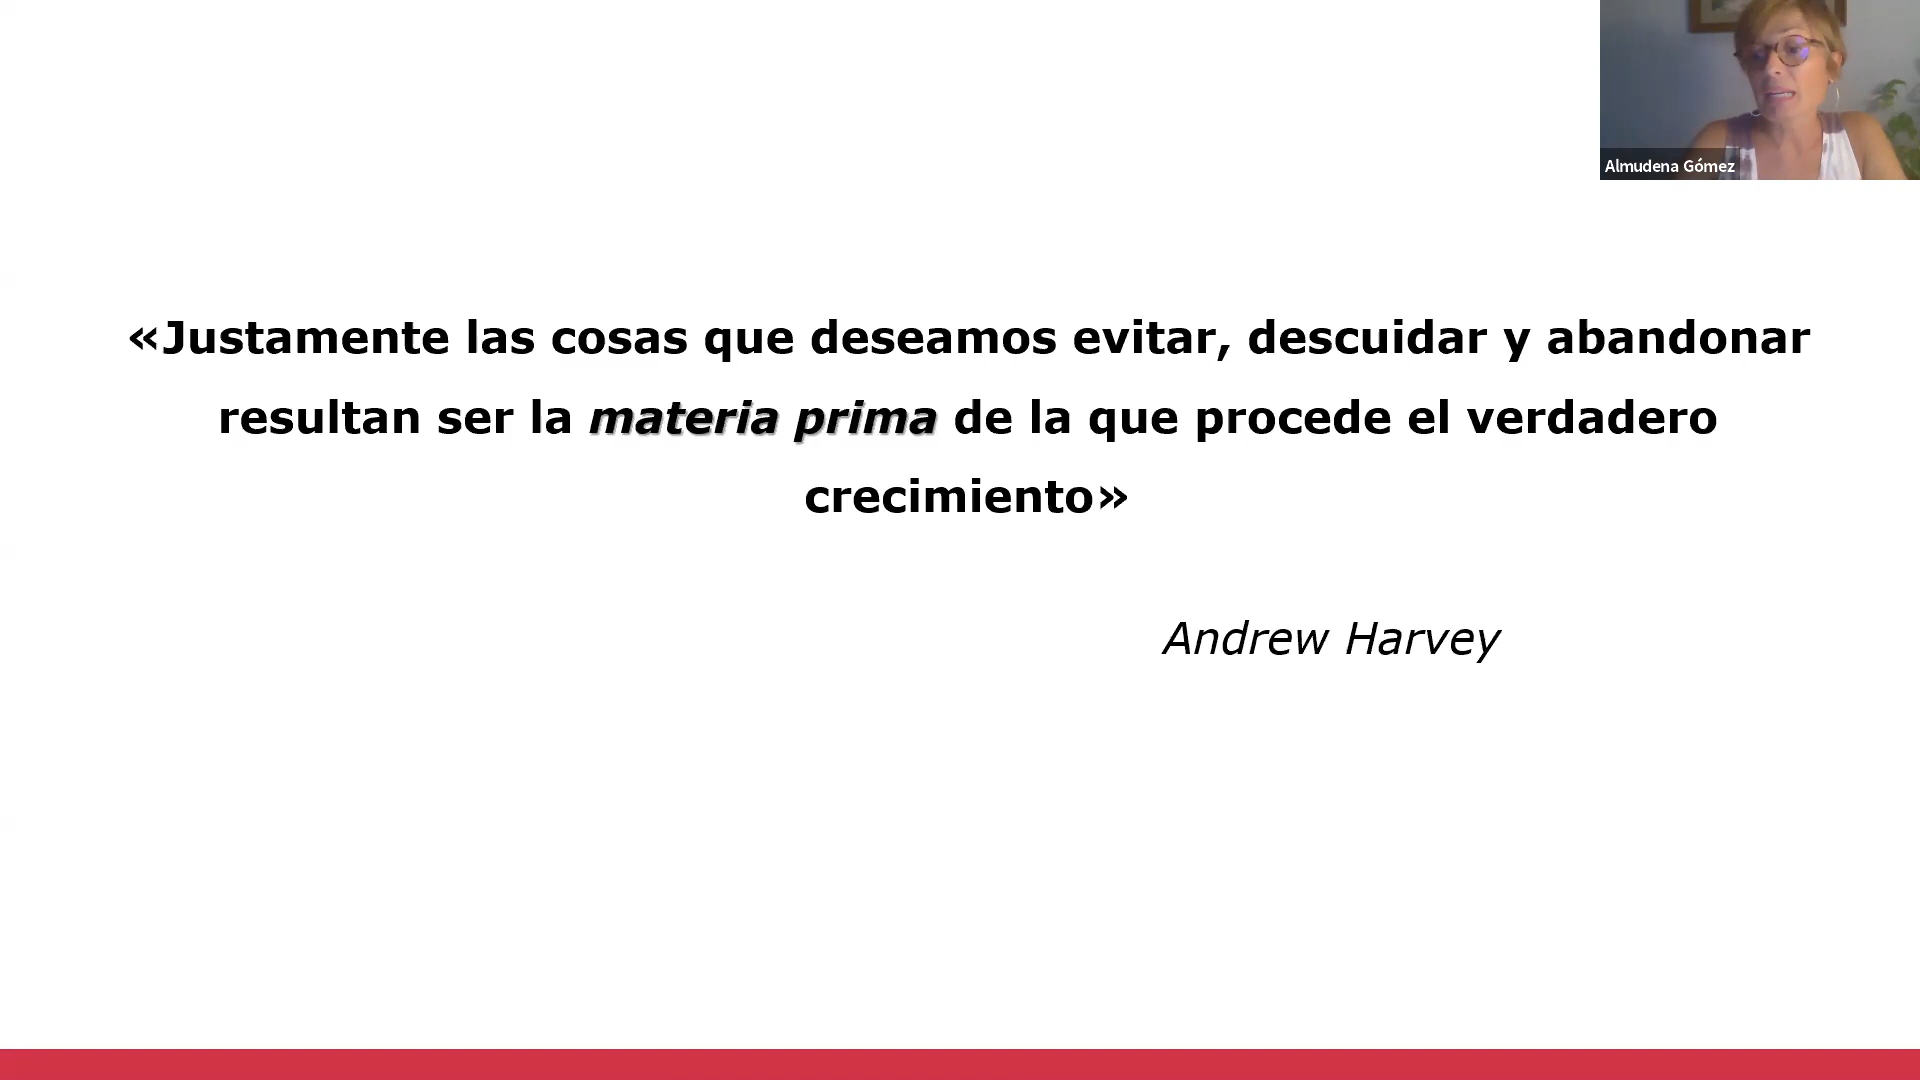 Almudena Gómez
«Justamente las cosas que deseamos evitar, descuidar y abandonar
resultan ser la materia prima de la que procede el verdadero
crecimiento»
Andrew Harvey